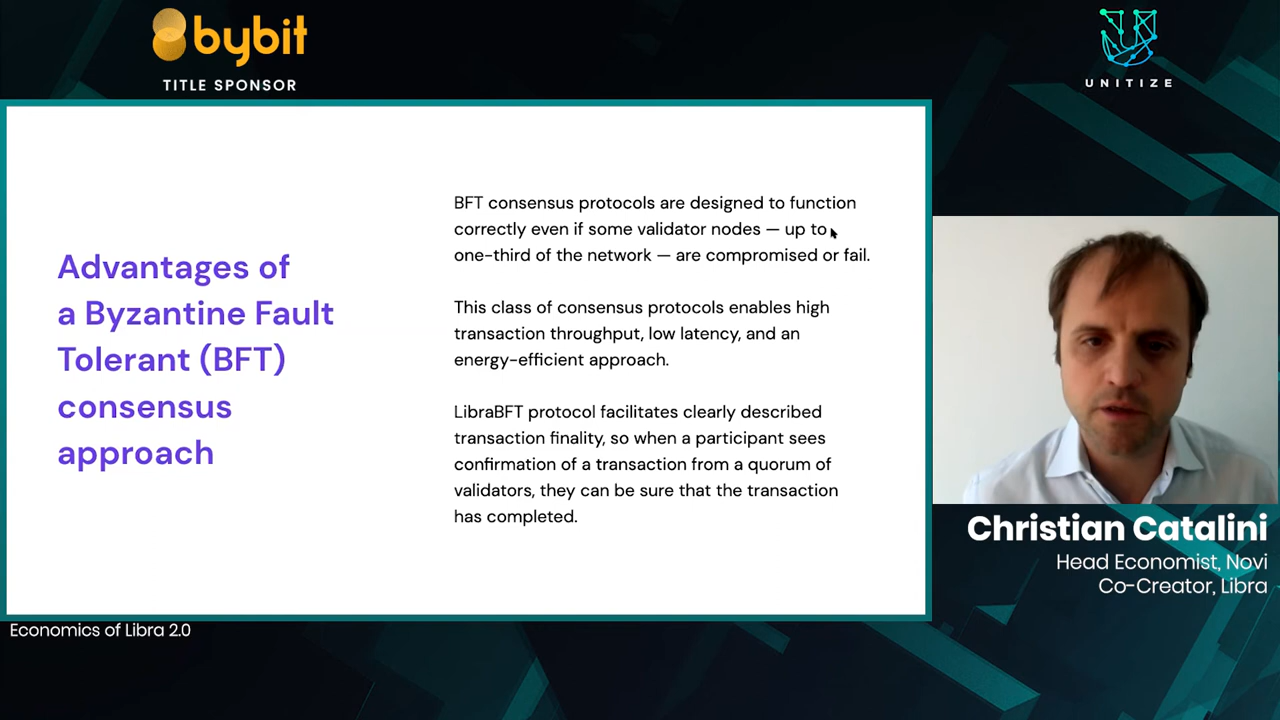 bybit
TITLE SPONSOR
UNITIZE
Advantages of
a Byzantine Fault
Tolerant (BFT)
consensus
approach
BFT consensus protocols are designed to function
correctly even if some validator nodes — up to
one-third of the network — are compromised or fail.
This class of consensus protocols enables high
transaction throughput, low latency, and an
energy-efficient approach.
LibraBFT protocol facilitates clearly described
transaction finality, so when a participant sees
confirmation of a transaction from a quorum of
validators, they can be sure that the transaction
has completed.
Christian Catalini
Head Economist, Novi
Co-Creator, Libra
Economics of Libra 2.0